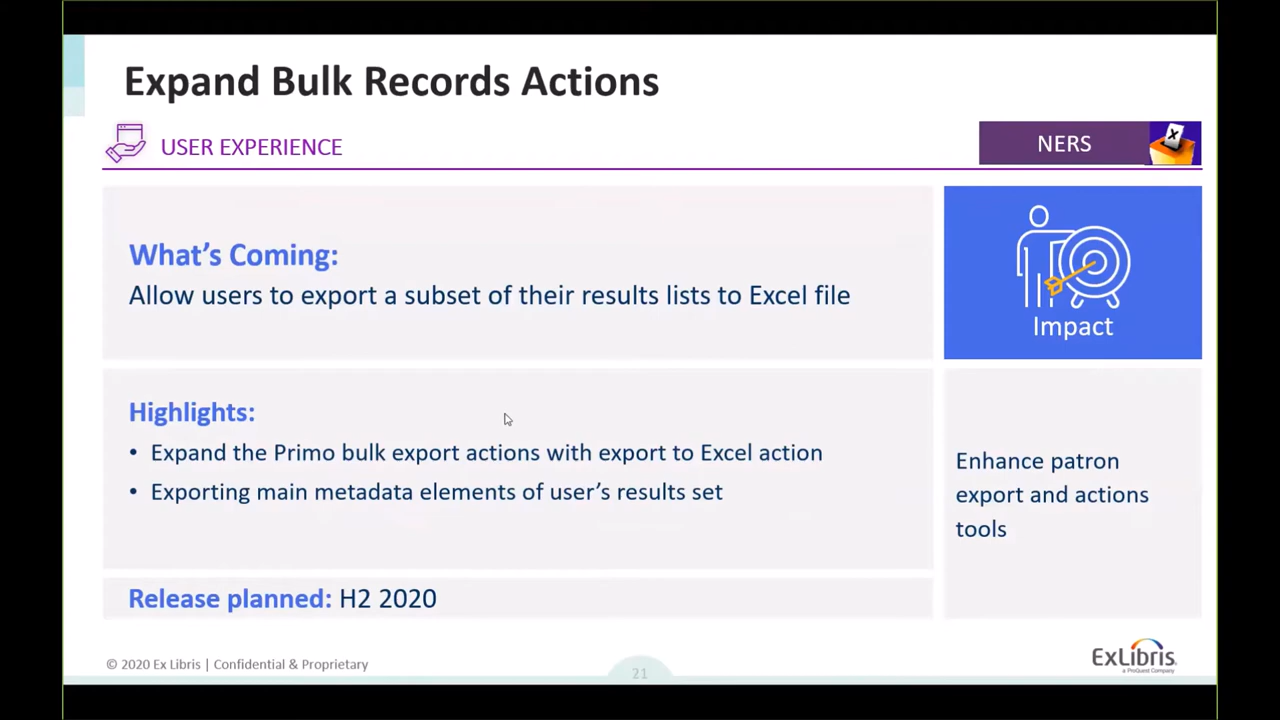 Expand Bulk Records Actions
USER EXPERIENCE
NERS
X
What's Coming:
Allow users to export a subset of their results lists to Excel file
Impact
Highlights:
• Expand the Primo bulk export actions with export to Excel action
• Exporting main metadata elements of user's results set
Enhance patron
export and actions
tools
Release planned: H2 2020
© 2020 Ex Libris | Confidential & Proprietary
21
ExLibris
a ProQuest Company